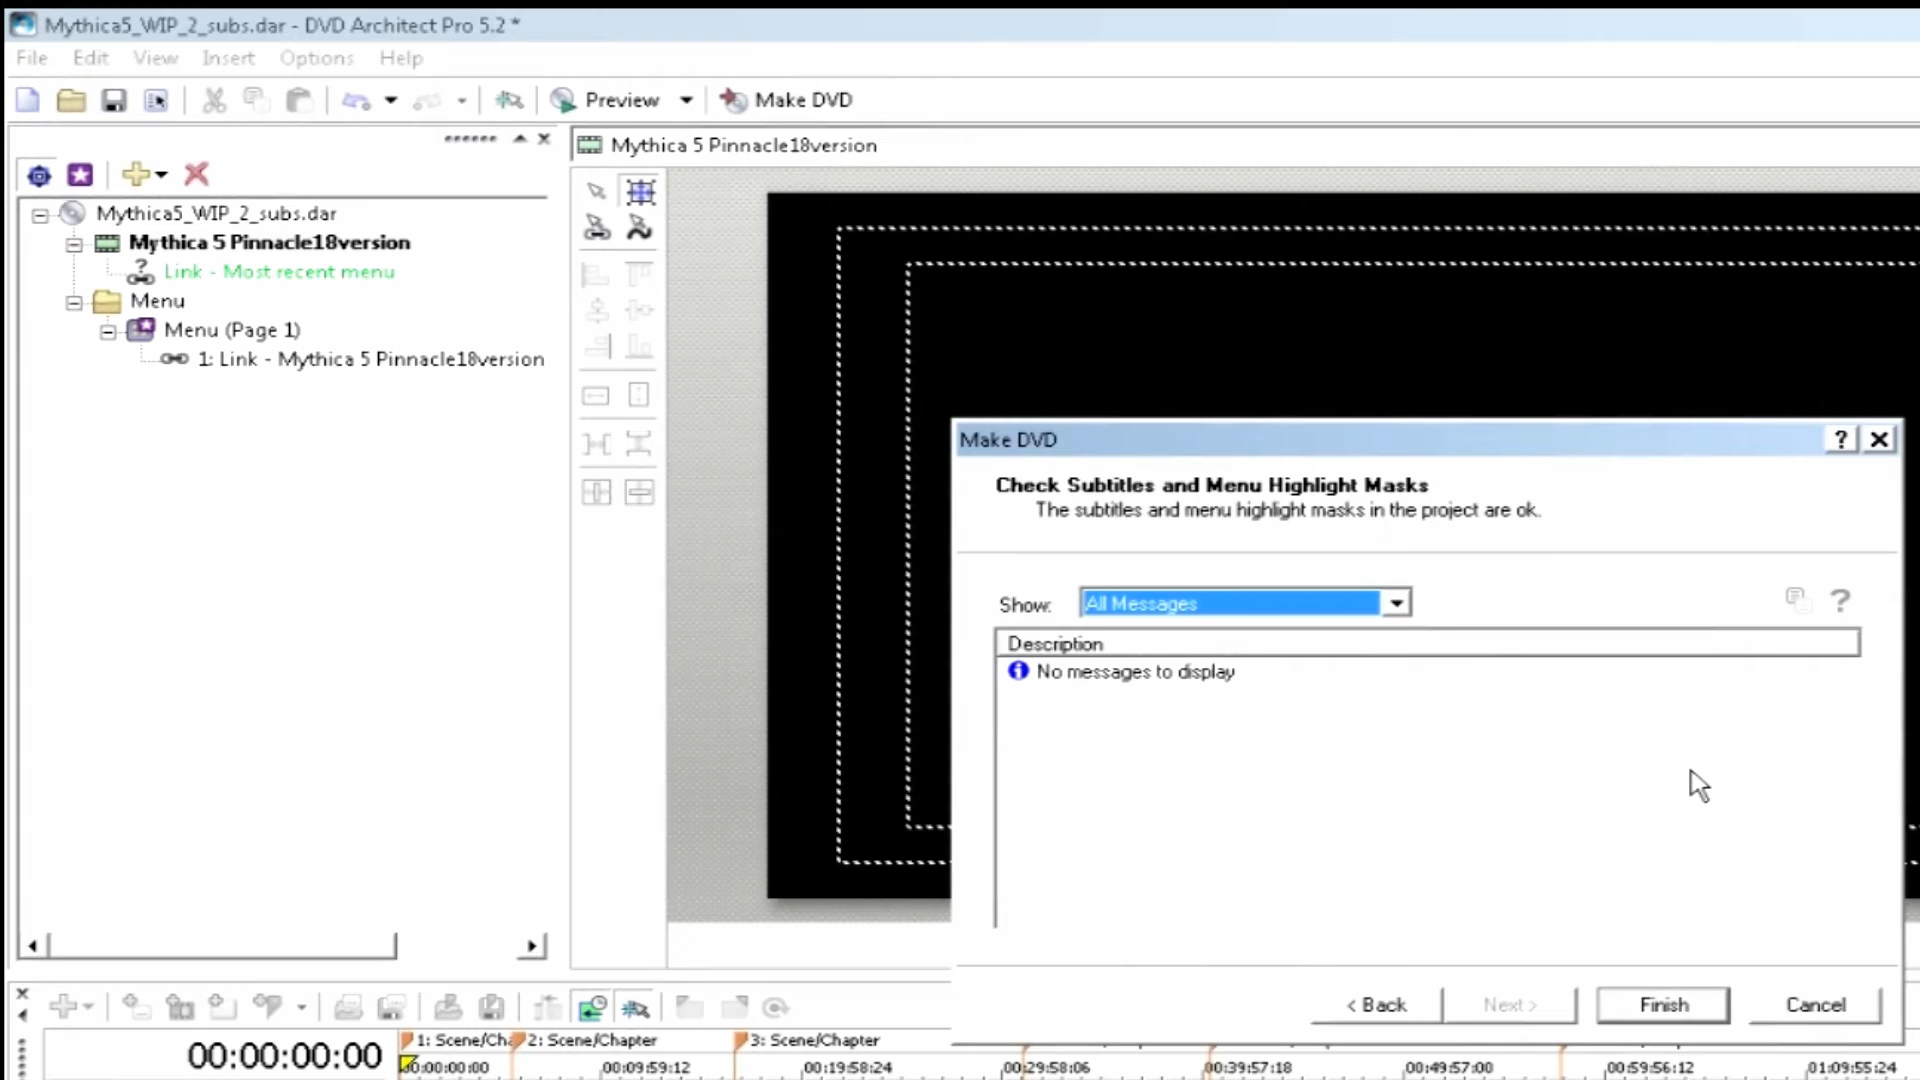 Mythica5_WIP_2_subs.dar - DVD Architect Pro 5.2 *
File Edit View Insert Options Help
Preview Make DVD
Mythica 5 Pinnacle18version
Mythica5_WIP_2_subs.dar
Mythica 5 Pinnacle18version
Link - Most recent menu
Menu
Menu (Page 1)
1: Link - Mythica 5 Pinnacle18version
Make DVD
Check Subtitles and Menu Highlight Masks
The subtitles and menu highlight masks in the project are ok.
Show: All Messages
Description
No messages to display
< Back Next > Finish Cancel
1: Scene/Cha 2: Scene/Chapter 3: Scene/Chapter
00:00:00:00
00:00:00:00 00:09:59:12 00:19:58:24 00:29:58:06 00:39:57:18 00:49:57:00 00:59:56:12 01:09:55:24